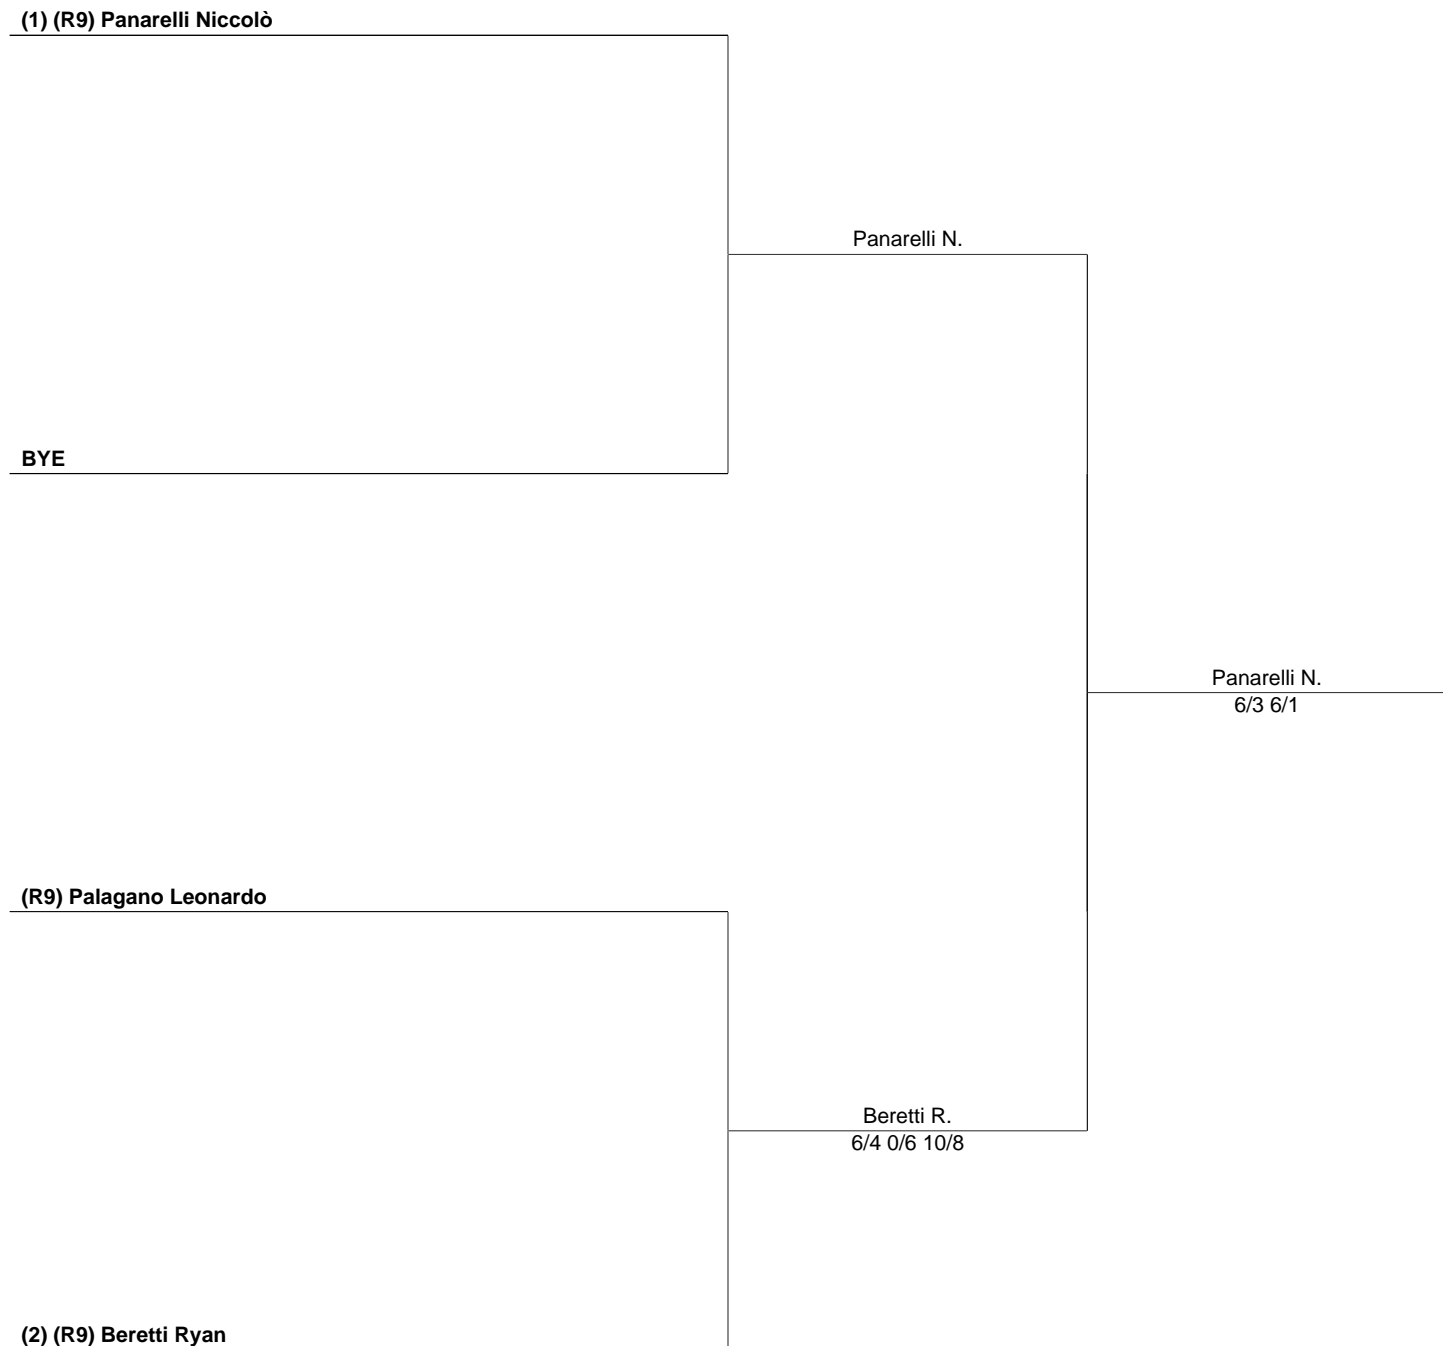 (1) (R9) Panarelli Niccolò
Panarelli N.
BYE
Panarelli N.
6/3 6/1
(R9) Palagano Leonardo
Beretti R.
6/4 0/6 10/8
(2) (R9) Beretti Ryan